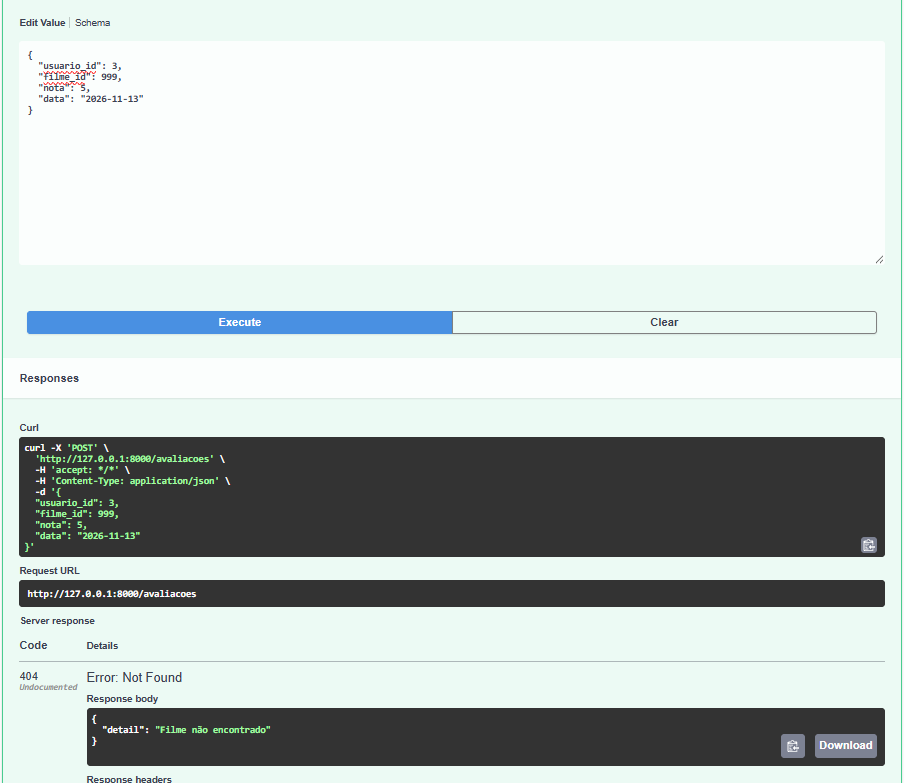 Edit Value | Schema
{
  "usuario_id": 3,
  "filme_id": 999,
  "nota": 5,
  "data": "2026-11-13"
}
Execute
Clear
Responses
Curl
curl -X 'POST' \
  'http://127.0.0.1:8000/avaliacoes' \
  -H 'accept: */*' \
  -H 'Content-Type: application/json' \
  -d '{
  "usuario_id": 3,
  "filme_id": 999,
  "nota": 5,
  "data": "2026-11-13"
}'
Request URL
http://127.0.0.1:8000/avaliacoes
Server response
Code Details
404
Undocumented
Error: Not Found
Response body
{
  "detail": "Filme não encontrado"
}
Download
Response headers